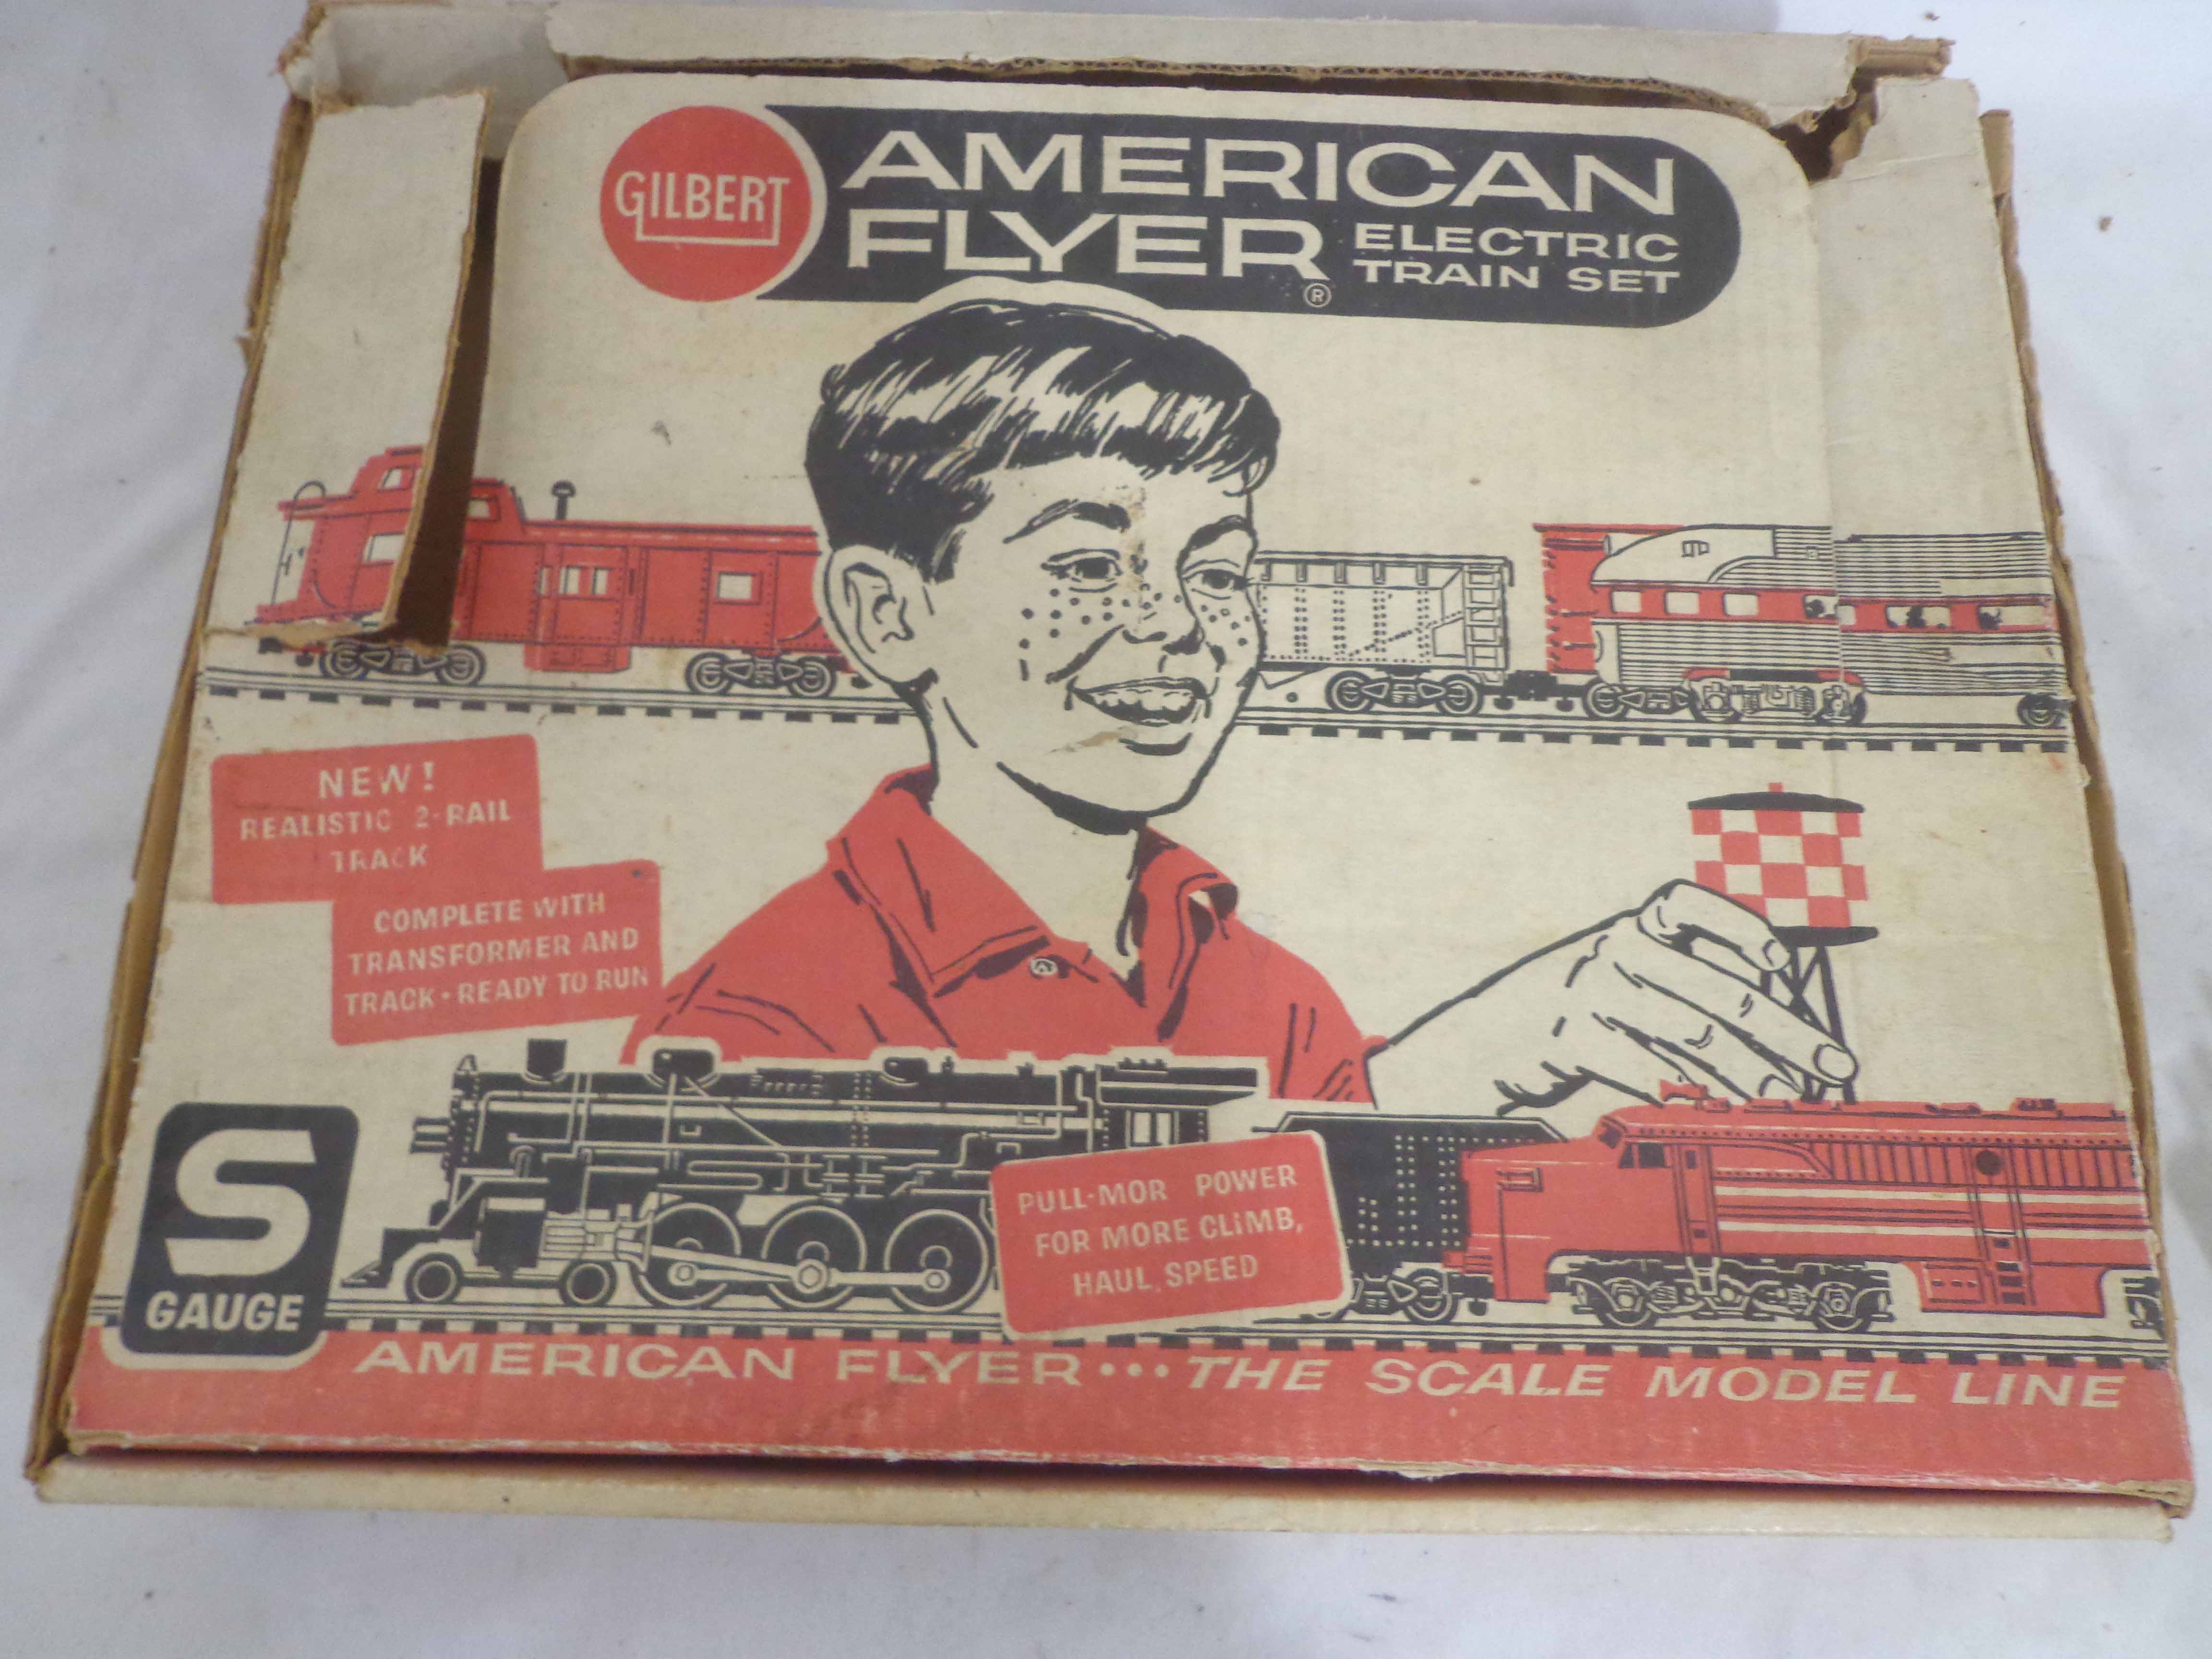 GILBERT
AMERICAN
FLYER ®
ELECTRIC
TRAIN SET
NEW!
REALISTIC 2-RAIL
TRACK
COMPLETE WITH
TRANSFORMER AND
TRACK • READY TO RUN
PULL-MOR POWER
FOR MORE CLIMB,
HAUL, SPEED
S
GAUGE
AMERICAN FLYER... THE SCALE MODEL LINE